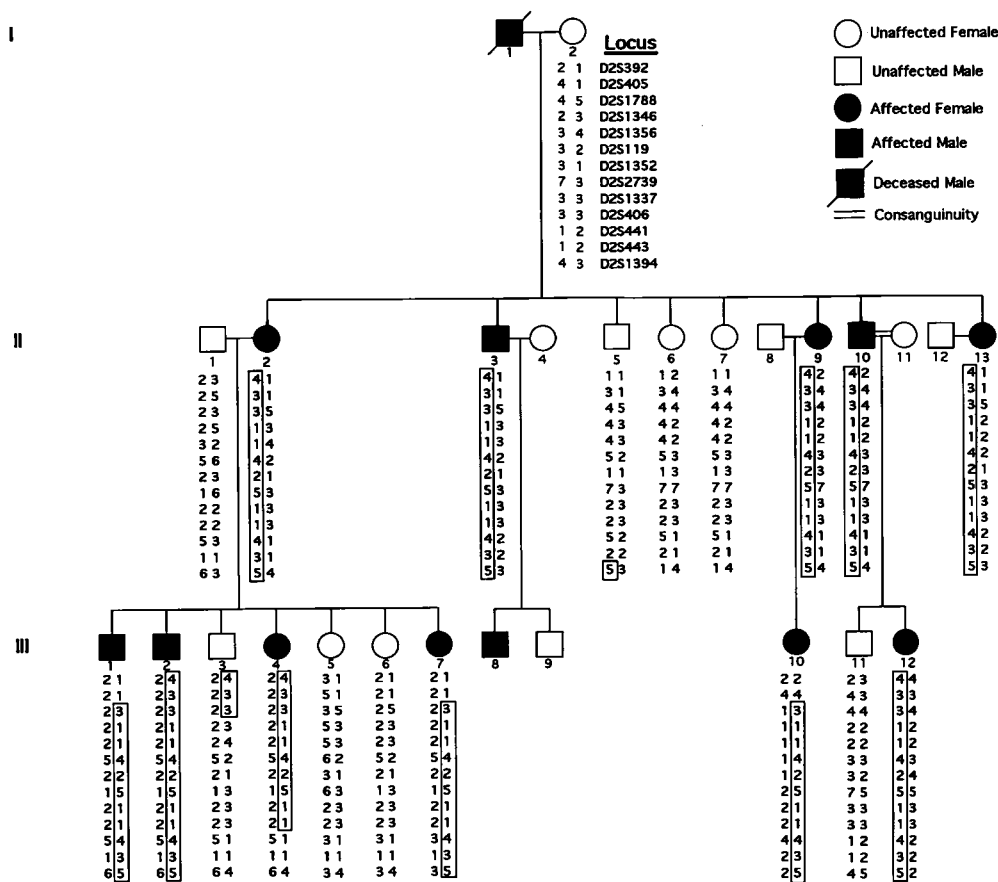 I
1
2
Locus
2 1 D2S392
4 1 D2S405
4 5 D2S1788
2 3 D2S1346
3 4 D2S1356
3 2 D2S119
3 1 D2S1352
7 3 D2S2739
3 3 D2S1337
3 3 D2S406
1 2 D2S441
1 2 D2S443
4 3 D2S1394
Unaffected Female
Unaffected Male
Affected Female
Affected Male
Deceased Male
Consanguinity
II
1 2 3 4 5 6 7 8 9 10 11 12 13
2 3 4 1 4 1 1 1 1 2 1 1 4 2 4 2 4 1
2 5 3 1 3 1 3 1 3 4 3 4 3 4 3 4 3 1
2 3 3 5 3 5 4 5 4 4 4 4 3 4 3 4 3 5
2 5 1 3 1 3 4 3 4 2 4 2 1 2 1 2 1 2
3 2 1 4 1 3 4 3 4 2 4 2 1 2 1 2 1 2
5 6 4 2 4 2 5 2 5 3 5 3 4 3 4 3 4 2
2 3 2 1 2 1 1 1 1 3 1 3 2 3 2 3 2 1
1 6 5 3 5 3 7 3 7 7 7 7 5 7 5 7 5 3
2 2 1 3 1 3 2 3 2 3 2 3 1 3 1 3 1 3
2 2 1 3 1 3 2 3 2 3 2 3 1 3 1 3 1 3
5 3 4 1 4 2 5 2 5 1 5 1 4 1 4 1 4 2
1 1 3 1 3 2 2 2 2 1 2 1 3 1 3 1 3 2
6 3 5 4 5 3 5 3 1 4 1 4 5 4 5 4 5 3
III
1 2 3 4 5 6 7 8 9 10 11 12
2 1 2 4 2 4 2 4 3 1 2 1 2 1 2 2 2 3 4 4
2 1 2 3 2 3 2 3 5 1 2 1 2 1 4 4 4 3 3 3
2 3 2 3 2 3 2 3 3 5 2 5 2 3 1 3 4 4 3 4
2 1 2 1 2 3 2 1 5 3 2 3 2 1 1 1 2 2 1 2
2 1 2 1 2 4 2 1 5 3 2 3 2 1 1 1 2 2 1 2
5 4 5 4 5 2 5 4 6 2 5 2 5 4 1 4 3 3 4 3
2 2 2 2 2 1 2 2 3 1 2 1 2 2 1 2 3 2 2 4
1 5 1 5 1 3 1 5 6 3 1 3 1 5 2 5 7 5 5 5
2 1 2 1 2 3 2 1 2 3 2 3 2 1 2 1 3 3 1 3
2 1 2 1 2 3 2 1 2 3 2 3 2 1 2 1 3 3 1 3
5 4 5 4 5 1 5 1 3 1 3 1 3 4 4 4 1 2 4 2
1 3 1 3 1 1 1 1 1 1 1 1 1 3 2 3 1 2 3 2
6 5 6 5 6 4 6 4 3 4 3 4 3 5 2 5 4 5 5 2